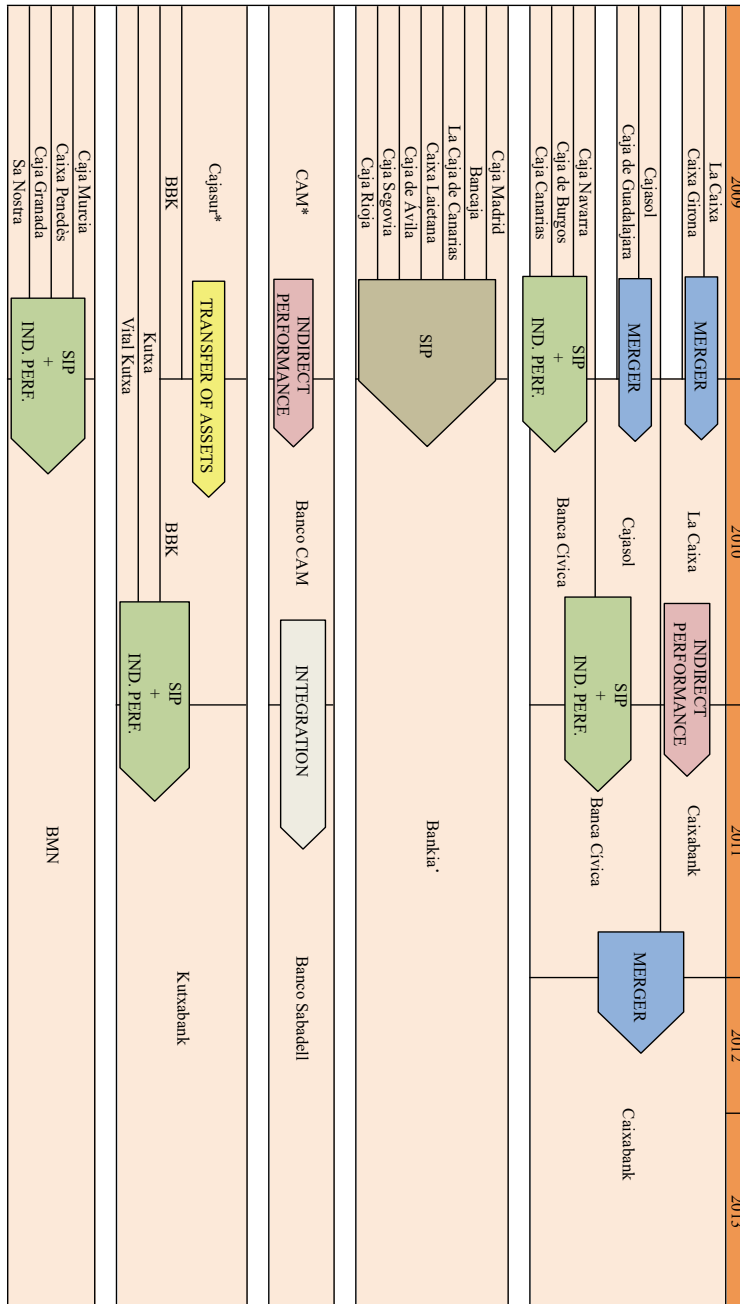 2009
2010
2011
2012
2013
La Caixa
Caixa Girona
MERGER
La Caixa
INDIRECT
PERFORMANCE
Caixabank
Cajasol
Caja de Guadalajara
MERGER
Cajasol
Caja Navarra
Caja de Burgos
Caja Canarias
SIP
+
IND. PERF.
Banca Cívica
SIP
+
IND. PERF.
Banca Cívica
MERGER
Caixabank
Caja Madrid
Bancaja
La Caja de Canarias
Caixa Laietana
Caja de Ávila
Caja Segovia
Caja Rioja
SIP
Bankia*
CAM*
INDIRECT
PERFORMANCE
Banco CAM
INTEGRATION
Banco Sabadell
Cajasur*
TRANSFER OF ASSETS
BBK
BBK
Kutxa
Vital Kutxa
SIP
+
IND. PERF.
Kutxabank
Caja Murcia
Caixa Penedès
Caja Granada
Sa Nostra
SIP
+
IND. PERF.
BMN